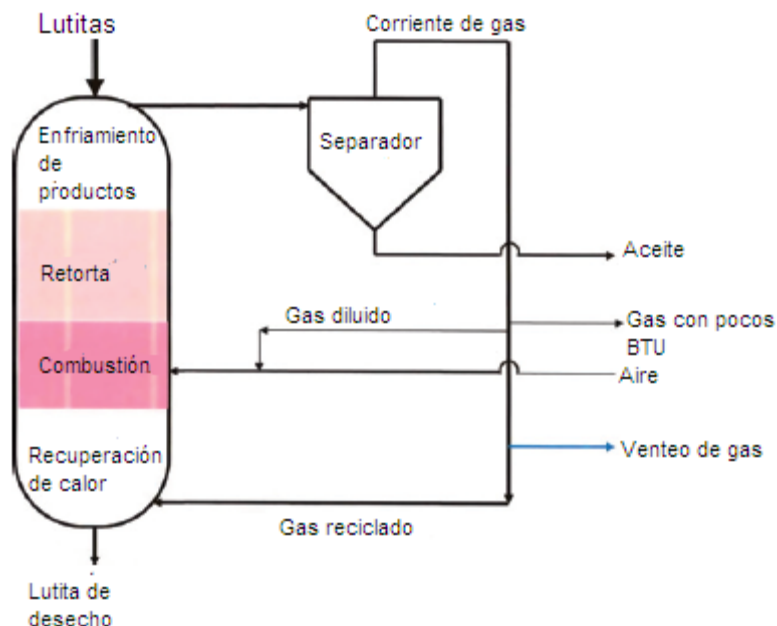 Lutitas
Corriente de gas
Enfriamiento
de
productos
Separador
Retorta
Aceite
Gas diluido
Gas con pocos
BTU
Combustión
Aire
Recuperación
de calor
Venteo de gas
Gas reciclado
Lutita de
desecho